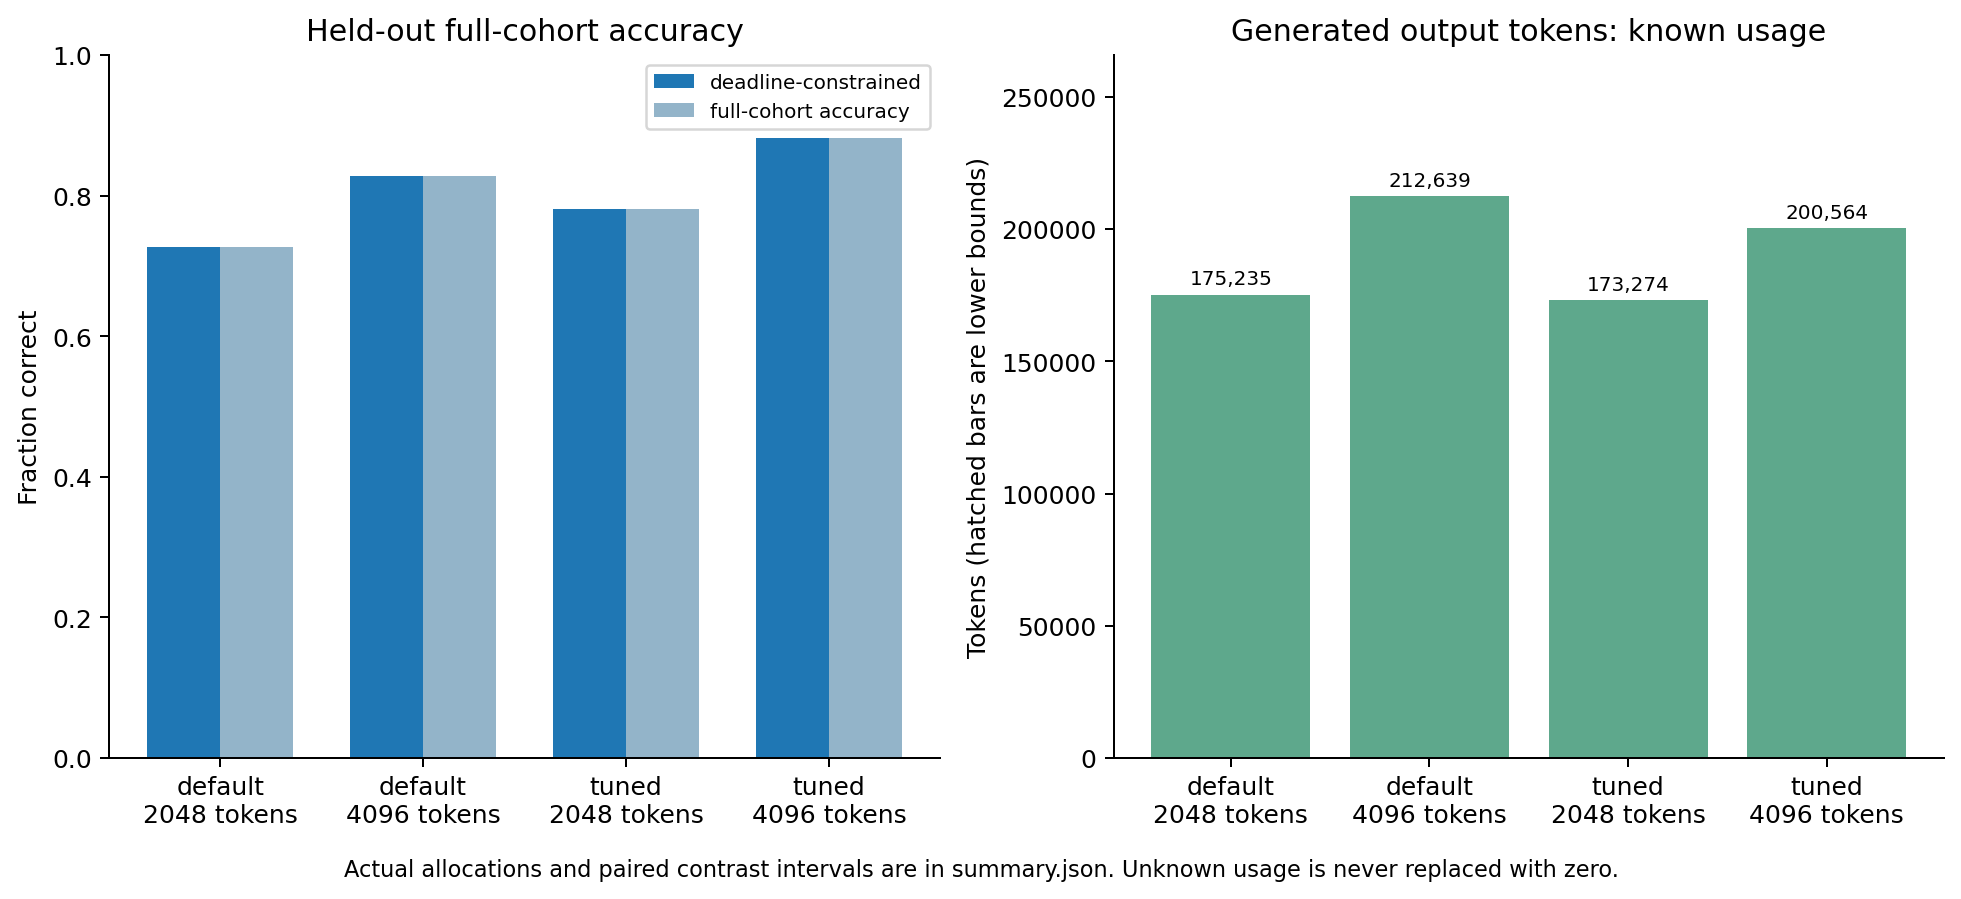 Held-out full-cohort accuracy
1.0
0.8
0.6
0.4
0.2
0.0
Fraction correct
deadline-constrained
full-cohort accuracy
default
2048 tokens
default
4096 tokens
tuned
2048 tokens
tuned
4096 tokens
Generated output tokens: known usage
250000
200000
150000
100000
50000
0
Tokens (hatched bars are lower bounds)
175,235
212,639
173,274
200,564
default
2048 tokens
default
4096 tokens
tuned
2048 tokens
tuned
4096 tokens
Actual allocations and paired contrast intervals are in summary.json. Unknown usage is never replaced with zero.